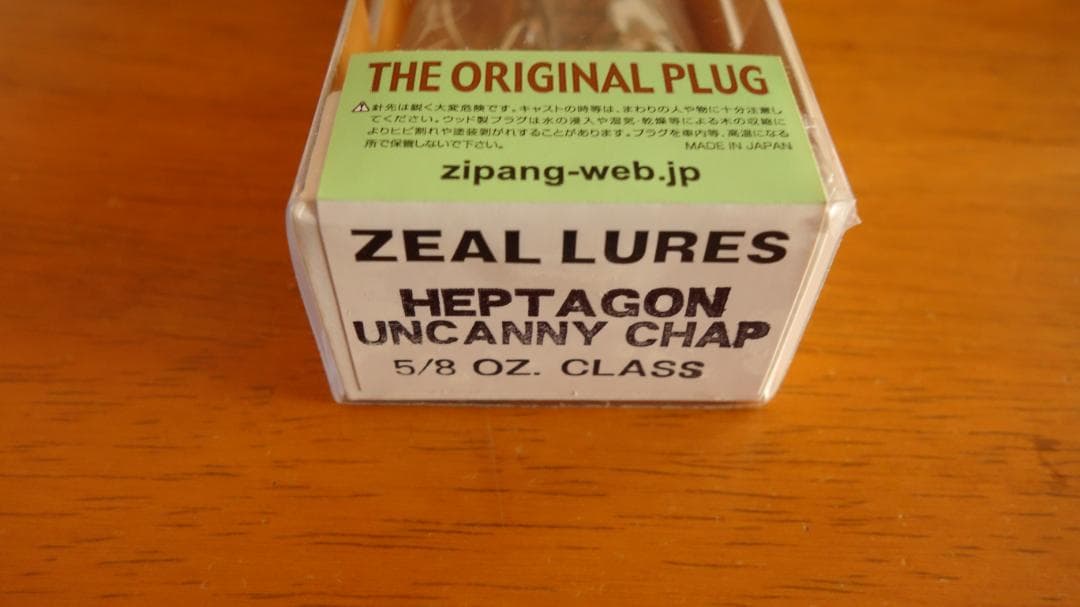 THE ORIGINAL PLUG
⚠針先は鋭く大変危険です。キャストの時等は、まわりの人や物に十分注意し
てください。ウッド製プラグは水の浸入や湿気・乾燥等による木の収縮に
よりヒビ割れや塗装剥がれすることがあります。プラグを車内等、高温になる
所で保管しないで下さい。 MADE IN JAPAN
zipang-web.jp
ZEAL LURES
HEPTAGON
UNCANNY CHAP
5/8 OZ. CLASS